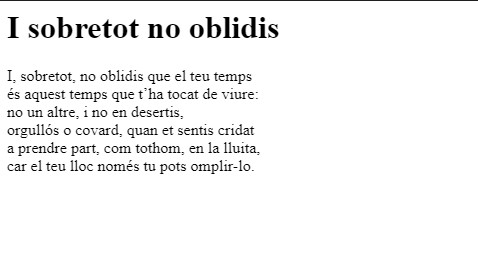 I sobretot no oblidis
I, sobretot, no oblidis que el teu temps
és aquest temps que t’ha tocat de viure:
no un altre, i no en desertis,
orgullós o covard, quan et sentis cridat
a prendre part, com tothom, en la lluita,
car el teu lloc només tu pots omplir-lo.